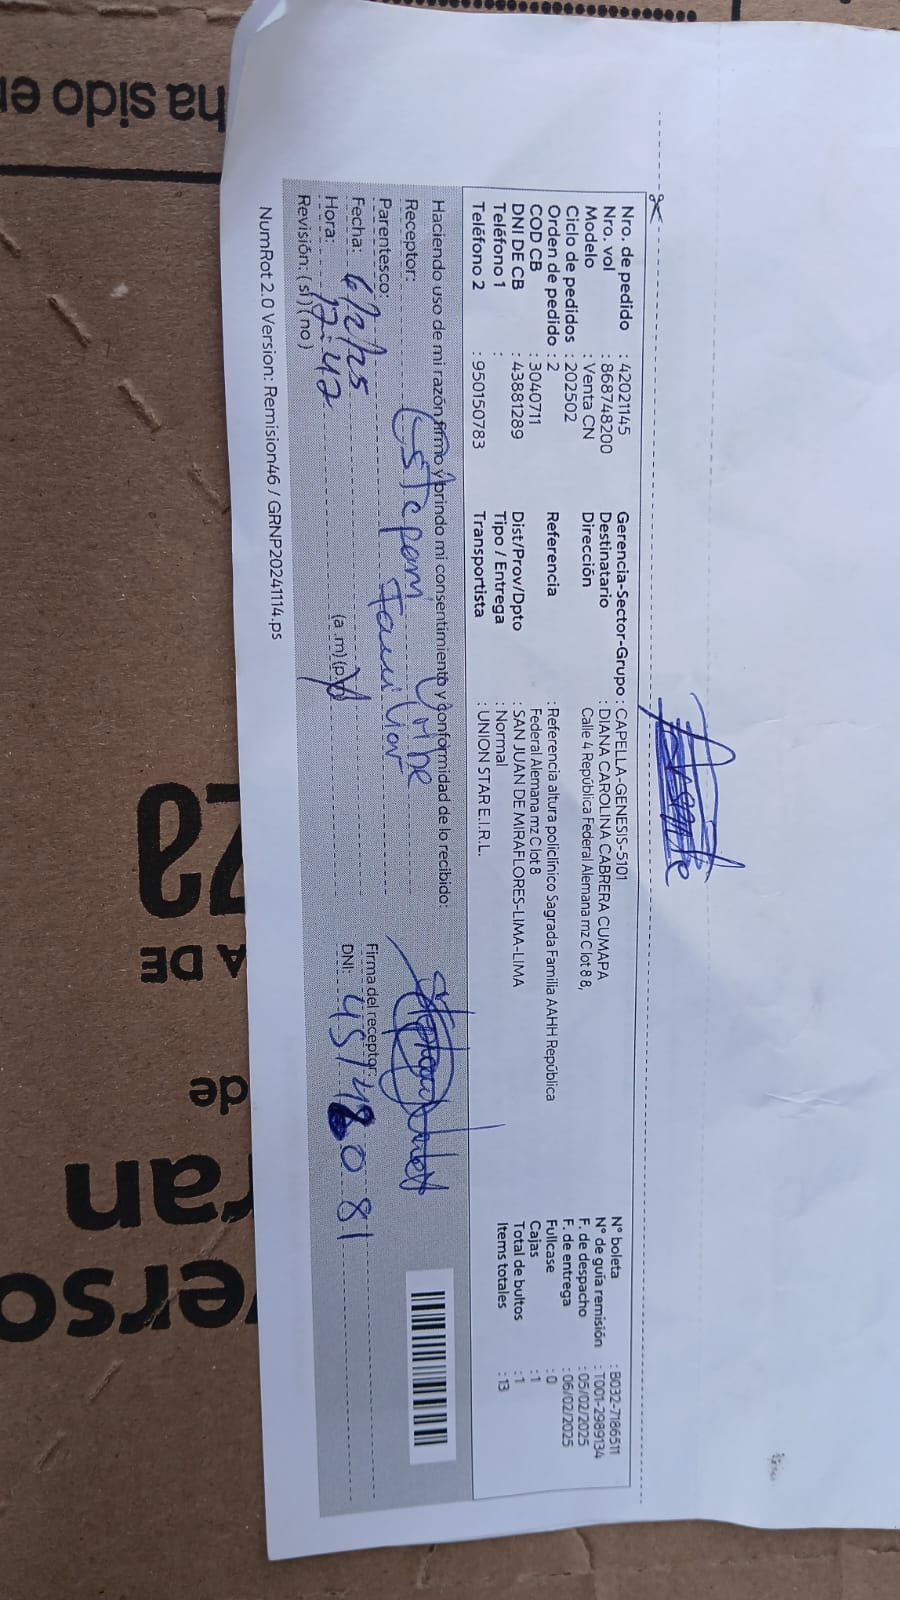 Nro. de pedido : 42021145
Nro. vol : 868748200
Modelo : Venta CN
Ciclo de pedidos : 202502
Orden de pedido : 2
COD CB : 3040711
DNI DE CB : 43881289
Teléfono 1 :
Teléfono 2 : 950150783
Gerencia-Sector-Grupo : CAPELLA-GENESIS-5101
Destinatario : DIANA CAROLINA CABRERA CUMAPA
Dirección Calle 4 República Federal Alemana mz C lot 8 8,
Referencia : Referencia altura policlínico Sagrada Familia AAHH República
Federal Alemana mz C lot 8
Dist/Prov/Dpto : SAN JUAN DE MIRAFLORES-LIMA-LIMA
Tipo / Entrega : Normal
Transportista : UNION STAR E.I.R.L.
N° boleta : B032-7186511
N° de guía remisión : T001-2989134
F. de despacho : 05/02/2025
F. de entrega : 06/02/2025
Fullcase : 0
Cajas : 1
Total de bultos : 1
Items totales : 13
Haciendo uso de mi razón firmo y brindo mi consentimiento y conformidad de lo recibido:
Receptor: Uribe
Parentesco: Familiar
Fecha: 6/2/25
Hora: 17:42 (a .m)
Revisión: ( si ) ( no )
Firma del receptor:
DNI:
NumRot 2.0 Version: Remision46 / GRNP20241114.ps
ha sido
A DE
de